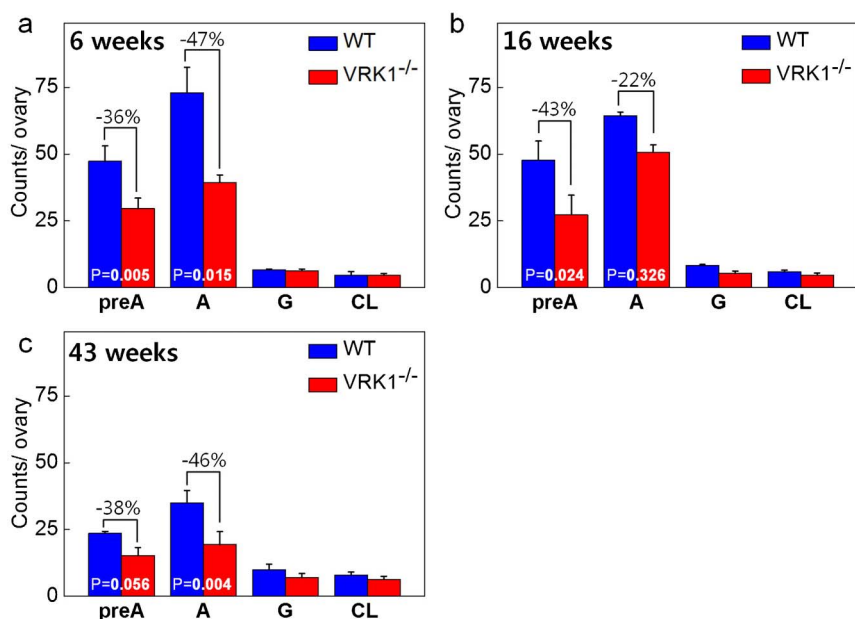 a
6 weeks
WT
VRK1-/-
-36%
-47%
Counts/ ovary
75
50
25
0
P=0.005
P=0.015
preA
A
G
CL
b
16 weeks
WT
VRK1-/-
-43%
-22%
Counts/ ovary
75
50
25
0
P=0.024
P=0.326
preA
A
G
CL
c
43 weeks
WT
VRK1-/-
-38%
-46%
Counts/ ovary
75
50
25
0
P=0.056
P=0.004
preA
A
G
CL